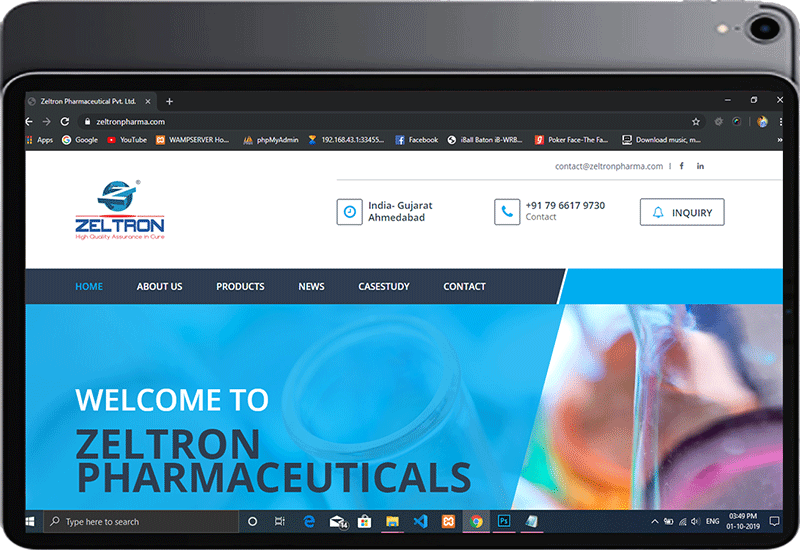 Zeltron Pharmaceutical Pvt. Ltd.
zeltronpharma.com
Apps Google YouTube WAMPSERVER Ho... phpMyAdmin 192.168.43.1:33455... Facebook iBall Baton iB-WRB... Poker Face-The Fa... Download music, m... »
contact@zeltronpharma.com | f in
ZELTRON ®
High Quality Assurance in Cure
India- Gujarat
Ahmedabad
+91 79 6617 9730
Contact
INQUIRY
HOME ABOUT US PRODUCTS NEWS CASESTUDY CONTACT
WELCOME TO
ZELTRON
PHARMACEUTICALS
Type here to search
14
Ps
ENG
03:49 PM
01-10-2019